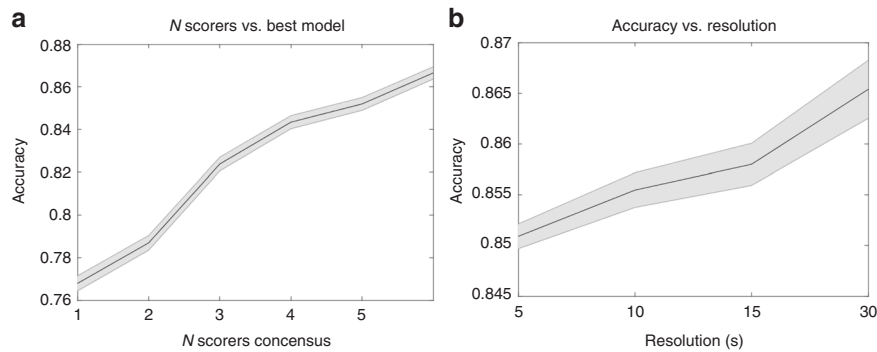 a
N scorers vs. best model
0.88
0.86
0.84
0.82
0.8
0.78
0.76
Accuracy
1 2 3 4 5
N scorers concensus
b
Accuracy vs. resolution
0.87
0.865
0.86
0.855
0.85
0.845
Accuracy
5 10 15 30
Resolution (s)